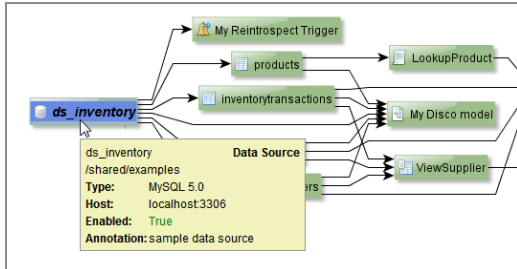 My Reintrospect Trigger
products
LookupProduct
ds_inventory
inventorytransactions
My Disco model
ds_inventory Data Source
/shared/examples
ViewSupplier
Type: MySQL 5.0
Host: localhost:3306
Enabled: True
Annotation: sample data source